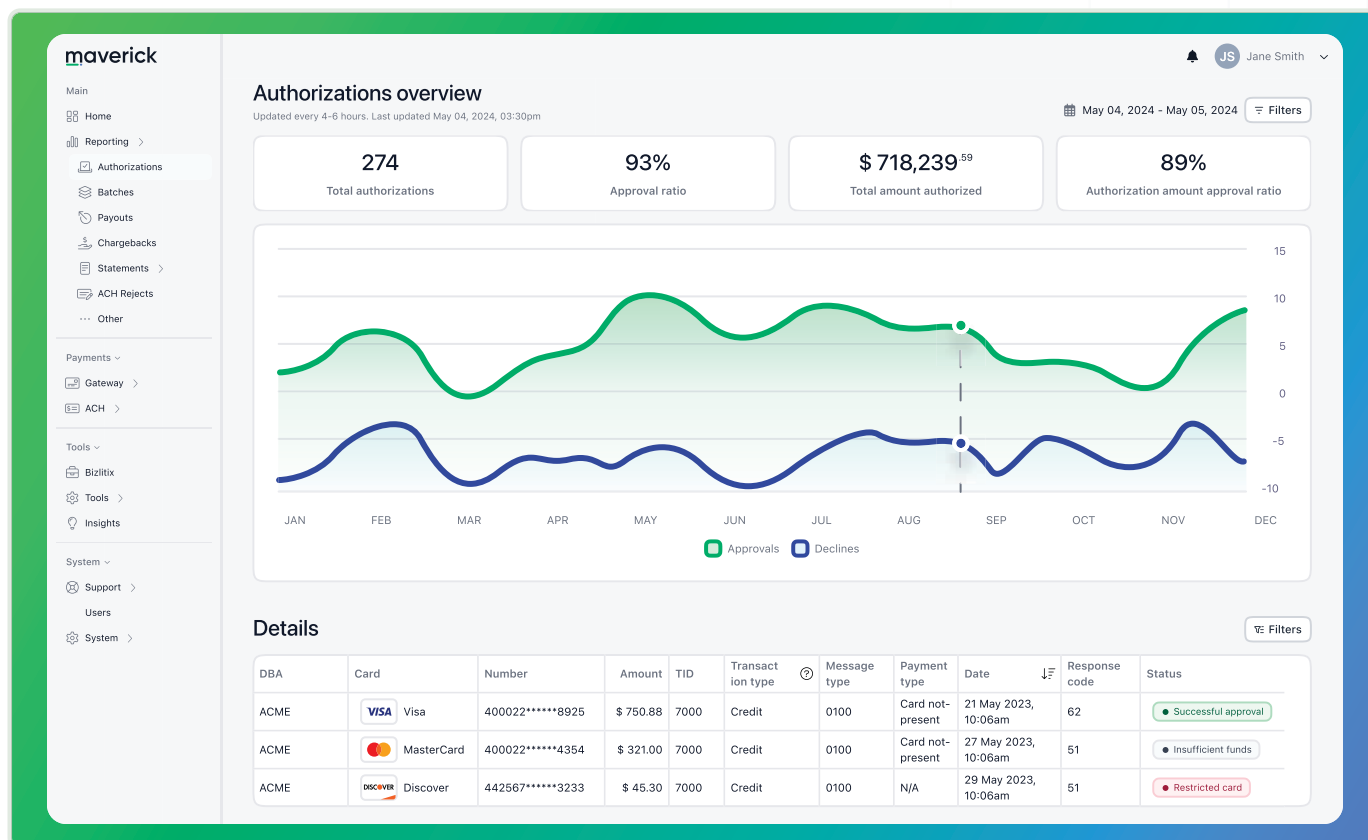 maverick
Main
Home
Reporting
Authorizations
Batches
Payouts
Chargebacks
Statements
ACH Rejects
Other
Payments
Gateway
ACH
Tools
Bizlitix
Tools
Insights
System
Support
Users
System
JS Jane Smith
Authorizations overview
Updated every 4-6 hours. Last updated May 04, 2024, 03:30pm
May 04, 2024 - May 05, 2024 Filters
274
Total authorizations
93%
Approval ratio
$ 718,239.59
Total amount authorized
89%
Authorization amount approval ratio
15
10
5
0
-5
-10
JAN FEB MAR APR MAY JUN JUL AUG SEP OCT NOV DEC
Approvals Declines
Details
Filters
DBA Card Number Amount TID Transact
ion type ? Message
type Payment
type Date Response
code Status
ACME VISA Visa 400022******8925 $ 750.88 7000 Credit 0100 Card not-
present 21 May 2023,
10:06am 62 Successful approval
ACME MasterCard 400022******4354 $ 321.00 7000 Credit 0100 Card not-
present 27 May 2023,
10:06am 51 Insufficient funds
ACME DISCOVER Discover 442567******3233 $ 45.30 7000 Credit 0100 N/A 29 May 2023,
10:06am 51 Restricted card